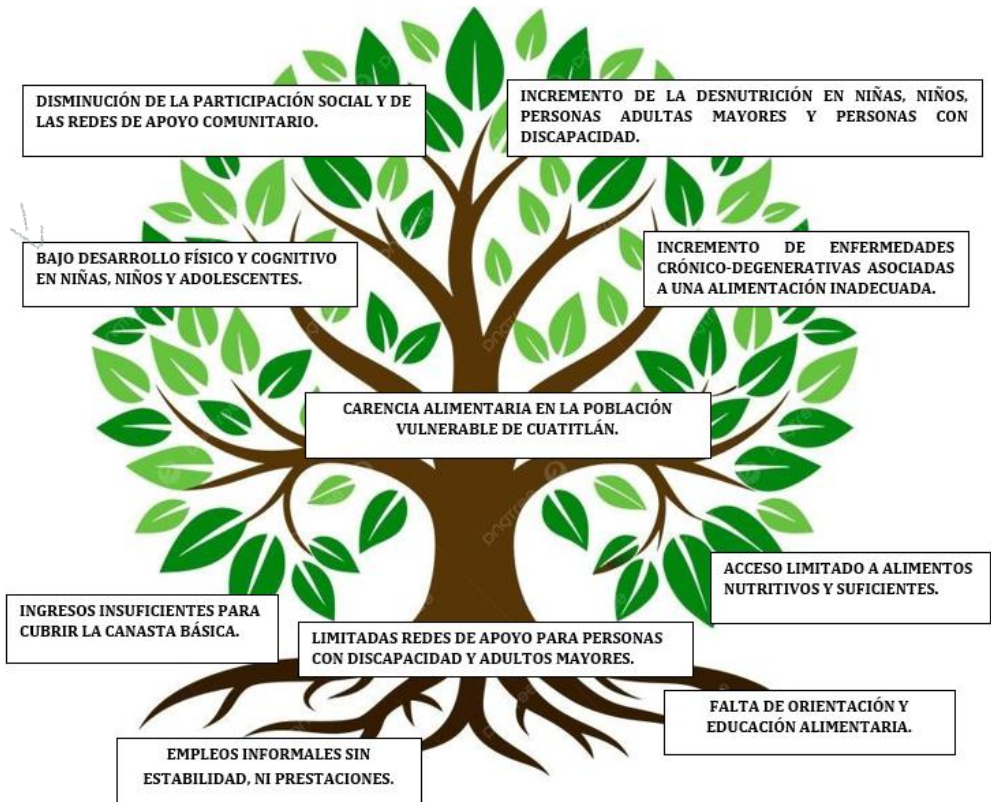 DISMINUCIÓN DE LA PARTICIPACIÓN SOCIAL Y DE
LAS REDES DE APOYO COMUNITARIO.
INCREMENTO DE LA DESNUTRICIÓN EN NIÑAS, NIÑOS,
PERSONAS ADULTAS MAYORES Y PERSONAS CON
DISCAPACIDAD.
BAJO DESARROLLO FÍSICO Y COGNITIVO
EN NIÑAS, NIÑOS Y ADOLESCENTES.
INCREMENTO DE ENFERMEDADES
CRÓNICO-DEGENERATIVAS ASOCIADAS
A UNA ALIMENTACIÓN INADECUADA.
CARENCIA ALIMENTARIA EN LA POBLACIÓN
VULNERABLE DE CUATITLÁN.
ACCESO LIMITADO A ALIMENTOS
NUTRITIVOS Y SUFICIENTES.
INGRESOS INSUFICIENTES PARA
CUBRIR LA CANASTA BÁSICA.
LIMITADAS REDES DE APOYO PARA PERSONAS
CON DISCAPACIDAD Y ADULTOS MAYORES.
FALTA DE ORIENTACIÓN Y
EDUCACIÓN ALIMENTARIA.
EMPLEOS INFORMALES SIN
ESTABILIDAD, NI PRESTACIONES.